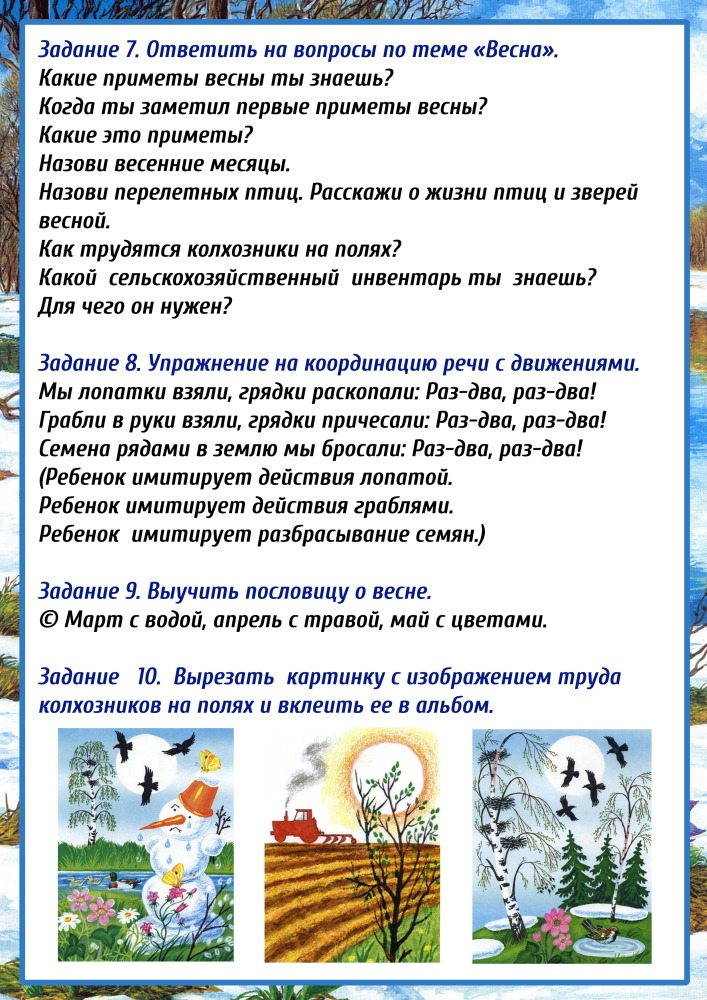 Задание 7. Ответить на вопросы по теме «Весна».
Какие приметы весны ты знаешь?
Когда ты заметил первые приметы весны?
Какие это приметы?
Назови весенние месяцы.
Назови перелетных птиц. Расскажи о жизни птиц и зверей
весной.
Как трудятся колхозники на полях?
Какой сельскохозяйственный инвентарь ты знаешь?
Для чего он нужен?
Задание 8. Упражнение на координацию речи с движениями.
Мы лопатки взяли, грядки раскопали: Раз-два, раз-два!
Грабли в руки взяли, грядки причесали: Раз-два, раз-два!
Семена рядами в землю мы бросали: Раз-два, раз-два!
(Ребенок имитирует действия лопатой.
Ребенок имитирует действия граблями.
Ребенок имитирует разбрасывание семян.)
Задание 9. Выучить пословицу о весне.
© Март с водой, апрель с травой, май с цветами.
Задание 10. Вырезать картинку с изображением труда
колхозников на полях и вклеить ее в альбом.